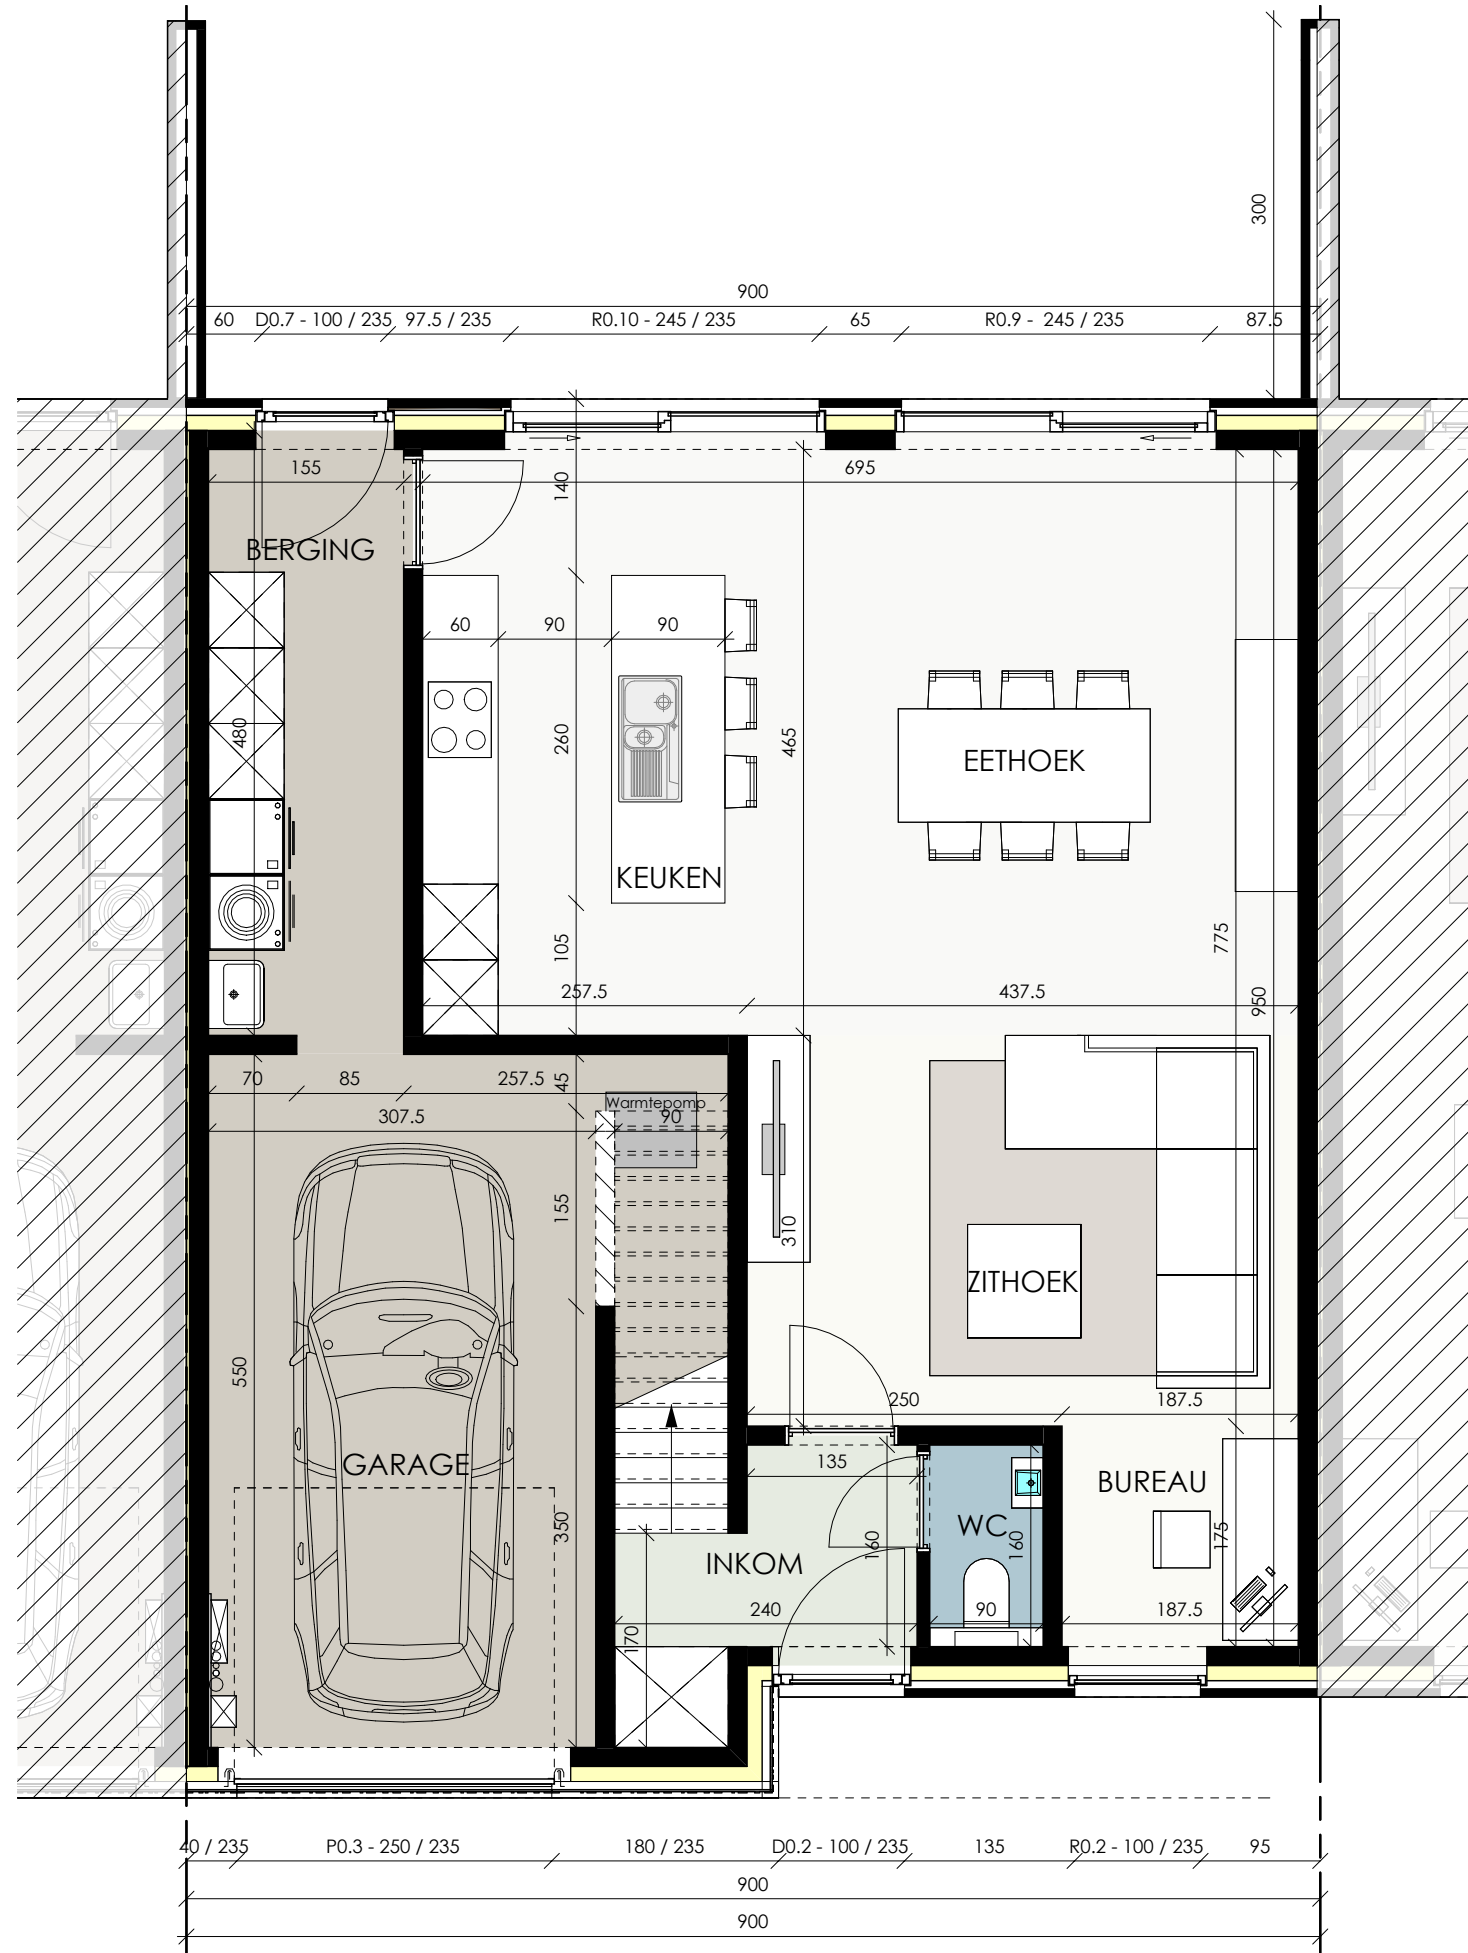 300
900
60 D0.7 - 100 / 235 97.5 / 235 R0.10 - 245 / 235 65 R0.9 - 245 / 235 87.5
155 695
140
BERGING
60 90 90
480 260 465
EETHOEK
KEUKEN
105 775
257.5 437.5
950
70 85 257.5 45
Warmtepomp
307.5 90
155 310
ZITHOEK
550
250 187.5
135
GARAGE BUREAU
350 160 WC 160 175
INKOM
240 90 187.5
170
40 / 235 P0.3 - 250 / 235 180 / 235 D0.2 - 100 / 235 135 R0.2 - 100 / 235 95
900
900